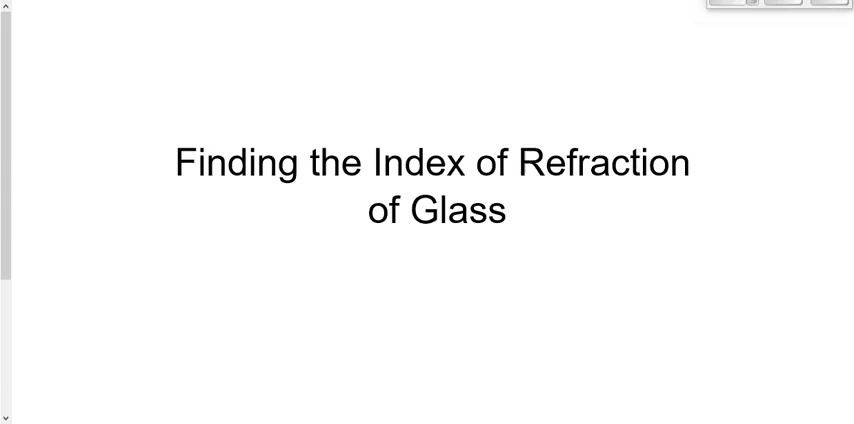 Finding the Index of Refraction
of Glass